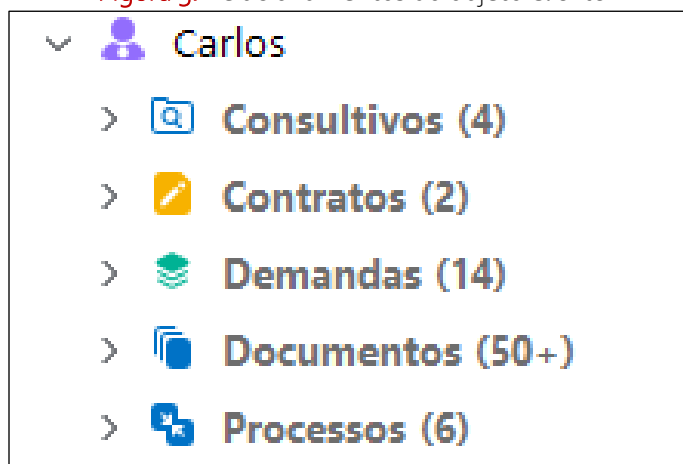 Carlos
Consultivos (4)
Contratos (2)
Demandas (14)
Documentos (50+)
Processos (6)